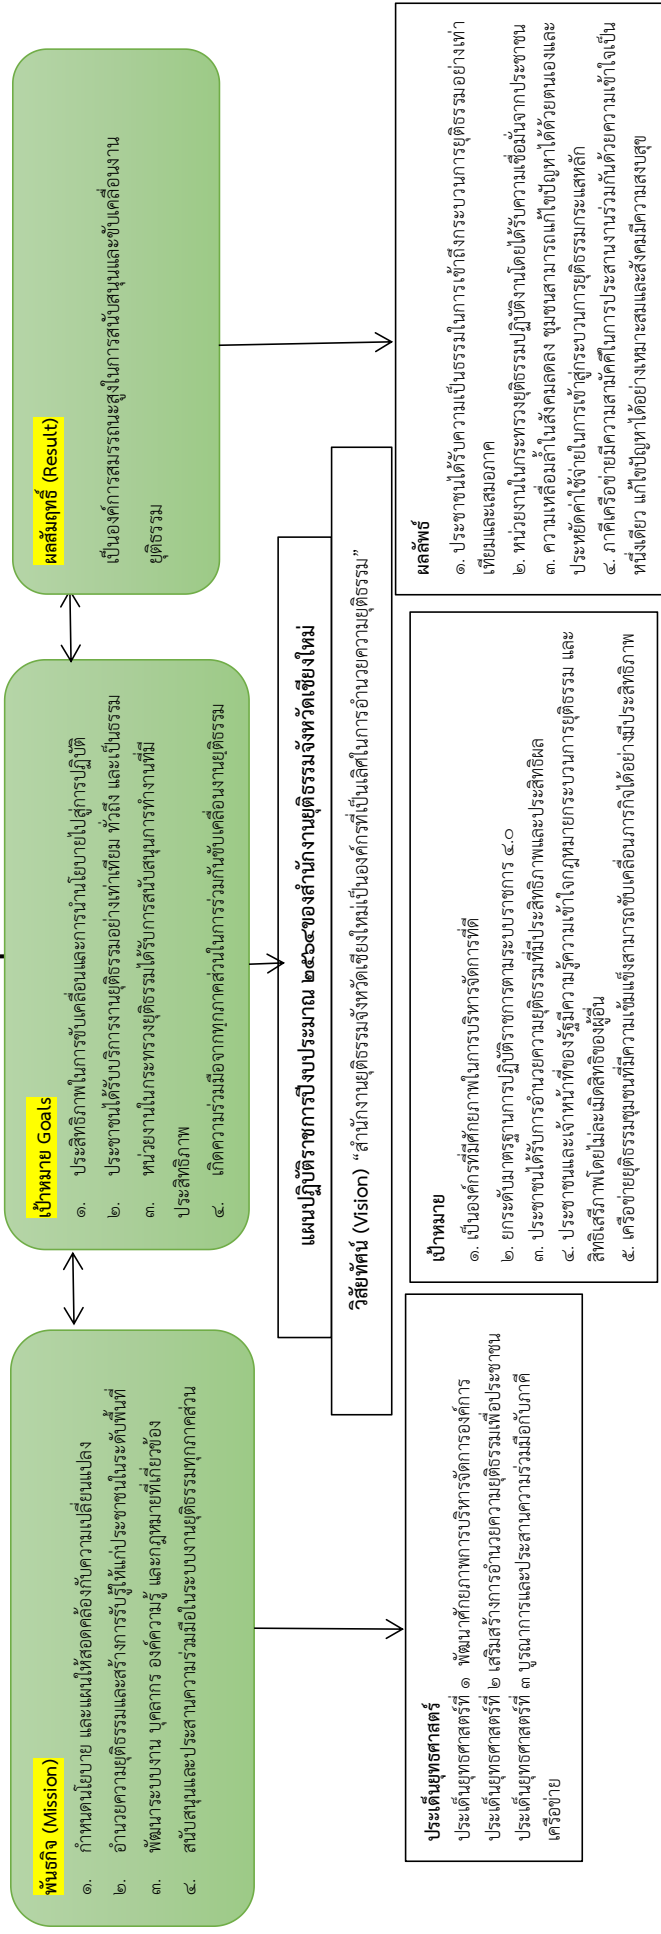 พันธกิจ (Mission)
๑. กำหนดนโยบาย และแผนให้สอดคล้องกับความเปลี่ยนแปลง
๒. อำนวยความยุติธรรมและสร้างการรับรู้ให้แก่ประชาชนในระดับพื้นที่
๓. พัฒนาระบบงาน บุคลากร องค์ความรู้ และกฎหมายที่เกี่ยวข้อง
๔. สนับสนุนและประสานความร่วมมือในระบบงานยุติธรรมทุกภาคส่วน
เป้าหมาย Goals
๑. ประสิทธิภาพในการขับเคลื่อนและการนำนโยบายไปสู่การปฏิบัติ
๒. ประชาชนได้รับบริการงานยุติธรรมอย่างเท่าเทียม ทั่วถึง และเป็นธรรม
๓. หน่วยงานในกระทรวงยุติธรรมได้รับการสนับสนุนการทำงานที่มี
ประสิทธิภาพ
๔. เกิดความร่วมมือจากทุกภาคส่วนในการร่วมกันขับเคลื่อนงานยุติธรรม
ผลสัมฤทธิ์ (Result)
เป็นองค์การสมรรถนะสูงในการสนับสนุนและขับเคลื่อนงาน
ยุติธรรม
แผนปฏิบัติราชการปีงบประมาณ ๒๕๖๔ของสำนักงานยุติธรรมจังหวัดเชียงใหม่
วิสัยทัศน์ (Vision) “สำนักงานยุติธรรมจังหวัดเชียงใหม่เป็นองค์กรที่เป็นเลิศในการอำนวยความยุติธรรม”
ประเด็นยุทธศาสตร์
ประเด็นยุทธศาสตร์ที่ ๑ พัฒนาศักยภาพการบริหารจัดการองค์การ
ประเด็นยุทธศาสตร์ที่ ๒ เสริมสร้างการอำนวยความยุติธรรมเพื่อประชาชน
ประเด็นยุทธศาสตร์ที่ ๓ บูรณาการและประสานความร่วมมือกับภาคี
เครือข่าย
เป้าหมาย
๑. เป็นองค์กรที่มีศักยภาพในการบริหารจัดการที่ดี
๒. ยกระดับมาตรฐานการปฏิบัติราชการตามระบบราชการ ๔.๐
๓. ประชาชนได้รับการอำนวยความยุติธรรมที่มีประสิทธิภาพและประสิทธิผล
๔. ประชาชนและเจ้าหน้าที่ของรัฐมีความรู้ความเข้าใจกฎหมายกระบวนการยุติธรรม และ
สิทธิเสรีภาพโดยไม่ละเมิดสิทธิของผู้อื่น
๕. เครือข่ายยุติธรรมชุมชนที่มีความเข้มแข็งสามารถขับเคลื่อนภารกิจได้อย่างมีประสิทธิภาพ
ผลลัพธ์
๑. ประชาชนได้รับความเป็นธรรมในการเข้าถึงกระบวนการยุติธรรมอย่างเท่า
เทียมและเสมอภาค
๒. หน่วยงานในกระทรวงยุติธรรมปฏิบัติงานโดยได้รับความเชื่อมั่นจากประชาชน
๓. ความเหลื่อมล้ำในสังคมลดลง ชุมชนสามารถแก้ไขปัญหาได้ด้วยตนเองและ
ประหยัดค่าใช้จ่ายในการเข้าสู่กระบวนการยุติธรรมกระแสหลัก
๔. ภาคีเครือข่ายมีความสามัคคีในการประสานงานร่วมกันด้วยความเข้าใจเป็น
หนึ่งเดียว แก้ไขปัญหาได้อย่างเหมาะสมและสังคมมีความสงบสุข